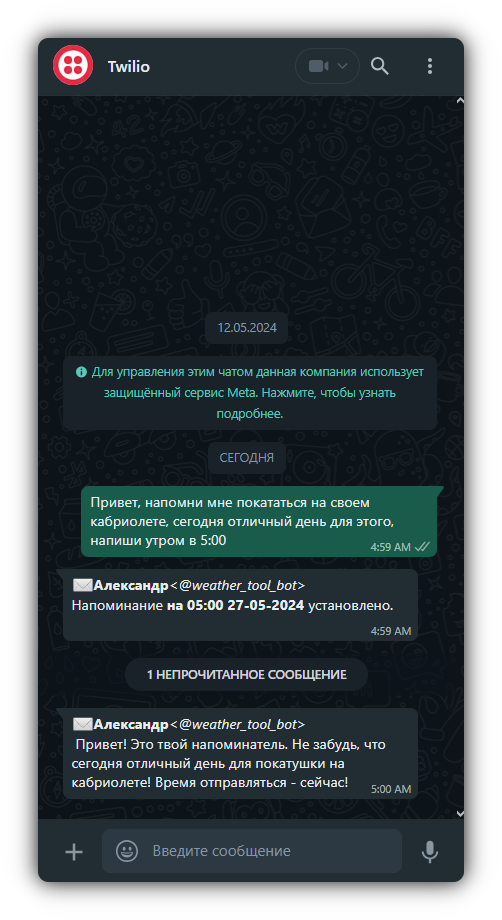 Twilio
12.05.2024
Для управления этим чатом данная компания использует
защищённый сервис Meta. Нажмите, чтобы узнать
подробнее.
СЕГОДНЯ
Привет, напомни мне покататься на своем
кабриолете, сегодня отличный день для этого,
напиши утром в 5:00
4:59 AM
✉️Александр<@weather_tool_bot>
Напоминание на 05:00 27-05-2024 установлено.
4:59 AM
1 НЕПРОЧИТАННОЕ СООБЩЕНИЕ
✉️Александр<@weather_tool_bot>
Привет! Это твой напоминатель. Не забудь, что
сегодня отличный день для покатушки на
кабриолете! Время отправляться - сейчас!
5:00 AM
Введите сообщение